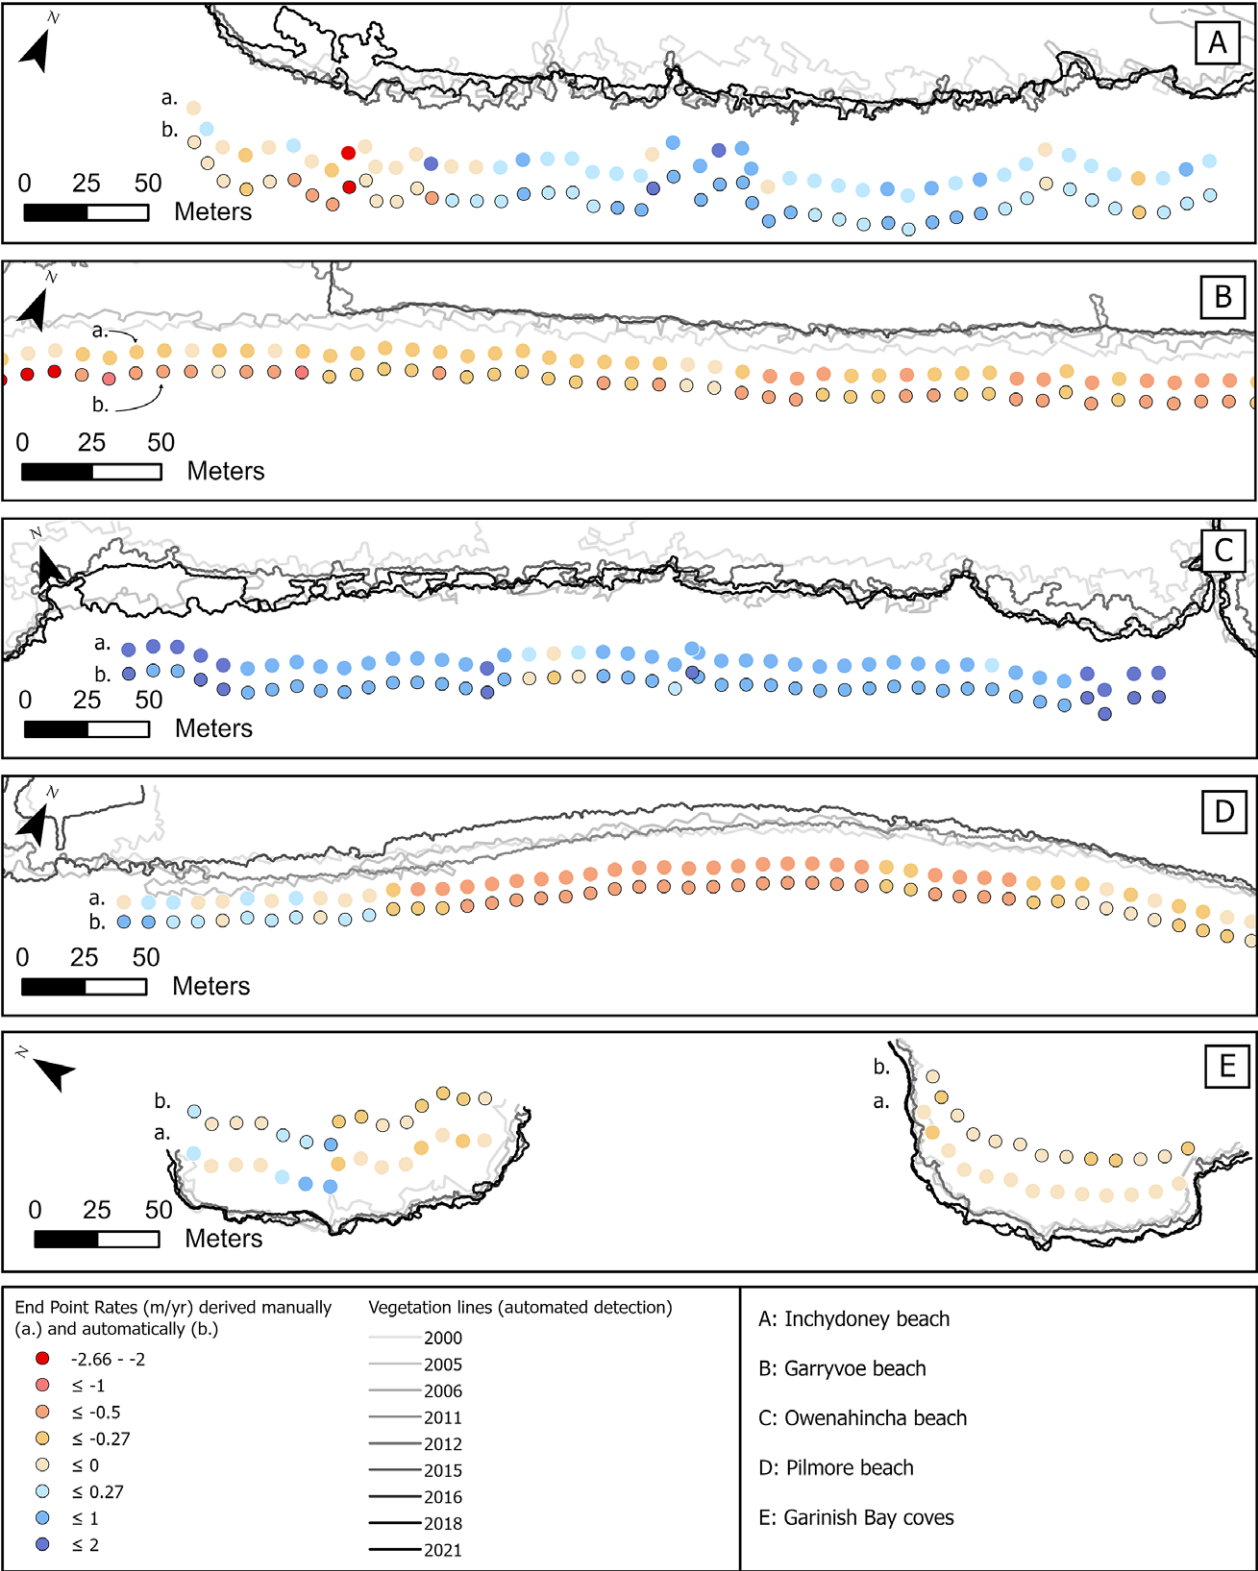 N
A
a.
b.
0 25 50
Meters
N
B
a.
b.
0 25 50
Meters
N
C
a.
b.
0 25 50
Meters
N
D
a.
b.
0 25 50
Meters
N
E
b.
a.
b.
a.
0 25 50
Meters
End Point Rates (m/yr) derived manually
(a.) and automatically (b.)
-2.66 - -2
≤ -1
≤ -0.5
≤ -0.27
≤ 0
≤ 0.27
≤ 1
≤ 2
Vegetation lines (automated detection)
2000
2005
2006
2011
2012
2015
2016
2018
2021
A: Inchydoney beach
B: Garryvoe beach
C: Owenahincha beach
D: Pilmore beach
E: Garinish Bay coves